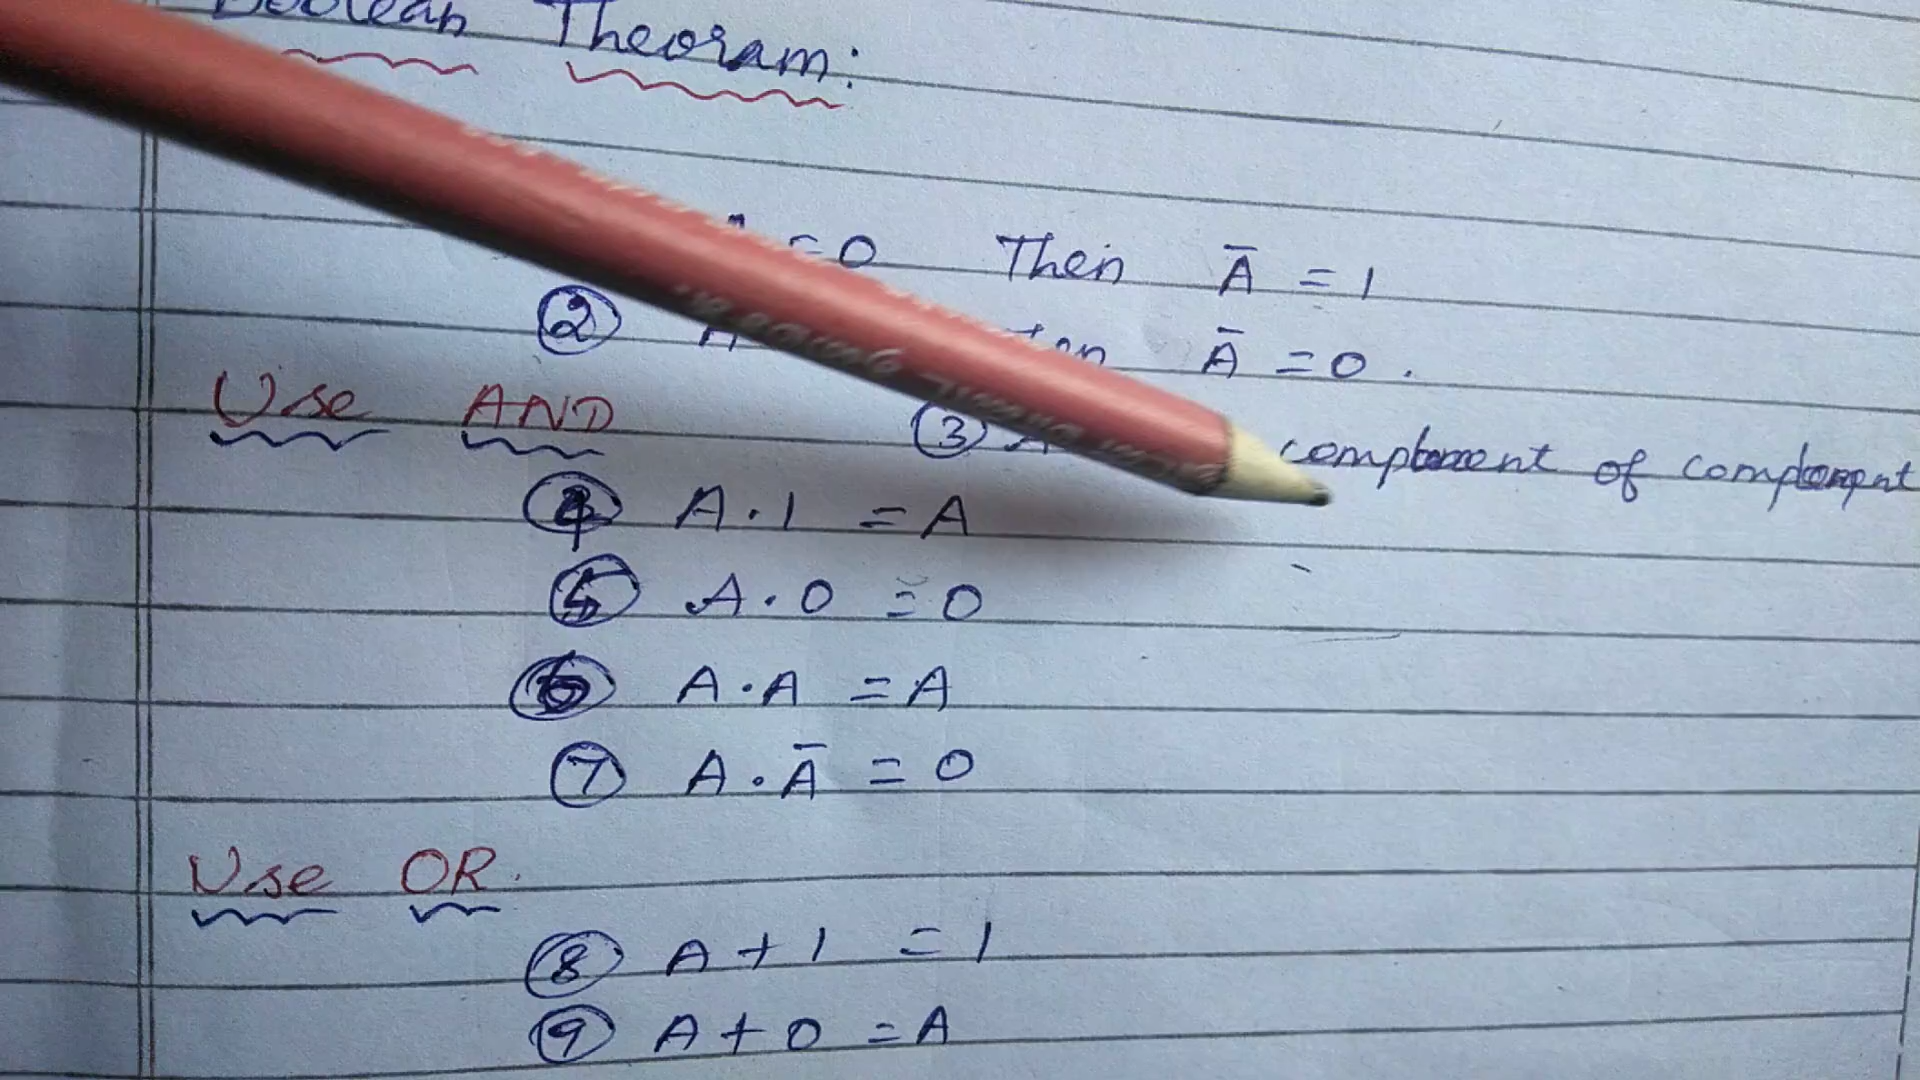 Boolean Theoram:
= 0 Then A̅ = 1
② A A̅ = 0 .
Use AND ③ complement of complement
④ A . 1 = A
⑤ A . 0 = 0
⑥ A . A = A
⑦ A . A̅ = 0
Use OR
⑧ A + 1 = 1
⑨ A + 0 = A